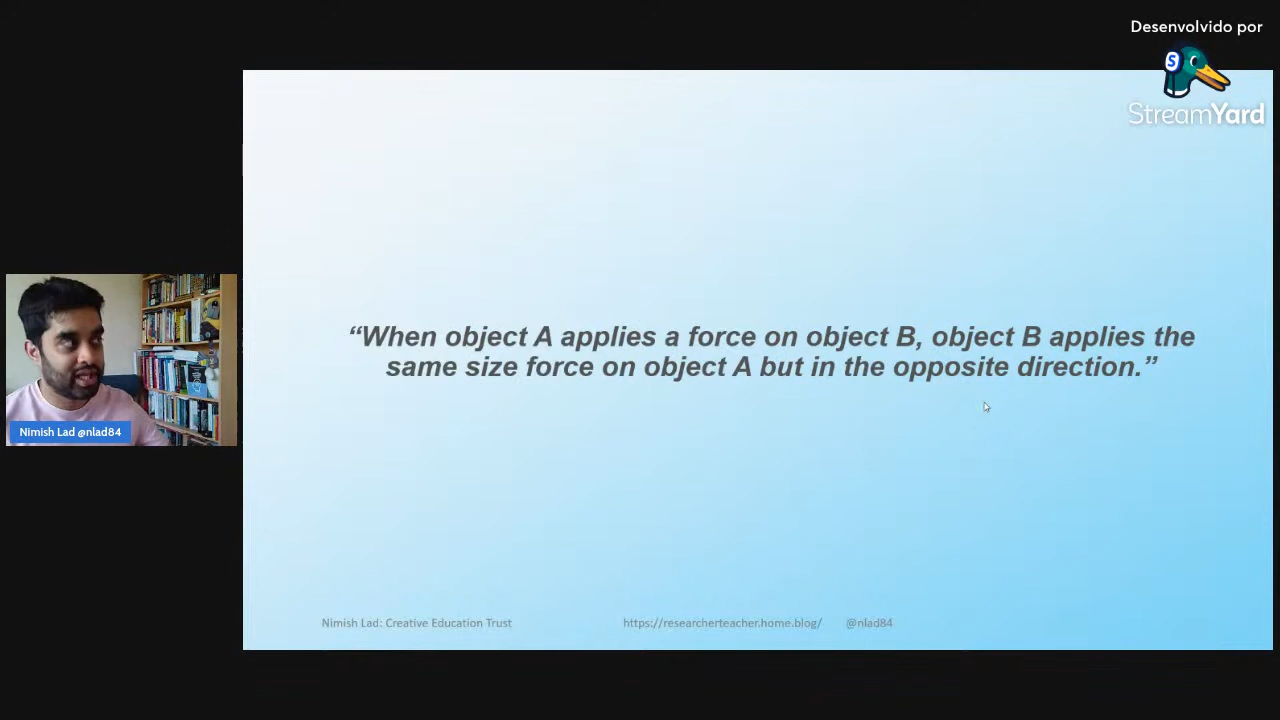 Desenvolvido por
S
StreamYard
“When object A applies a force on object B, object B applies the
same size force on object A but in the opposite direction.”
Nimish Lad @nlad84
Nimish Lad: Creative Education Trust https://researcherteacher.home.blog/ @nlad84